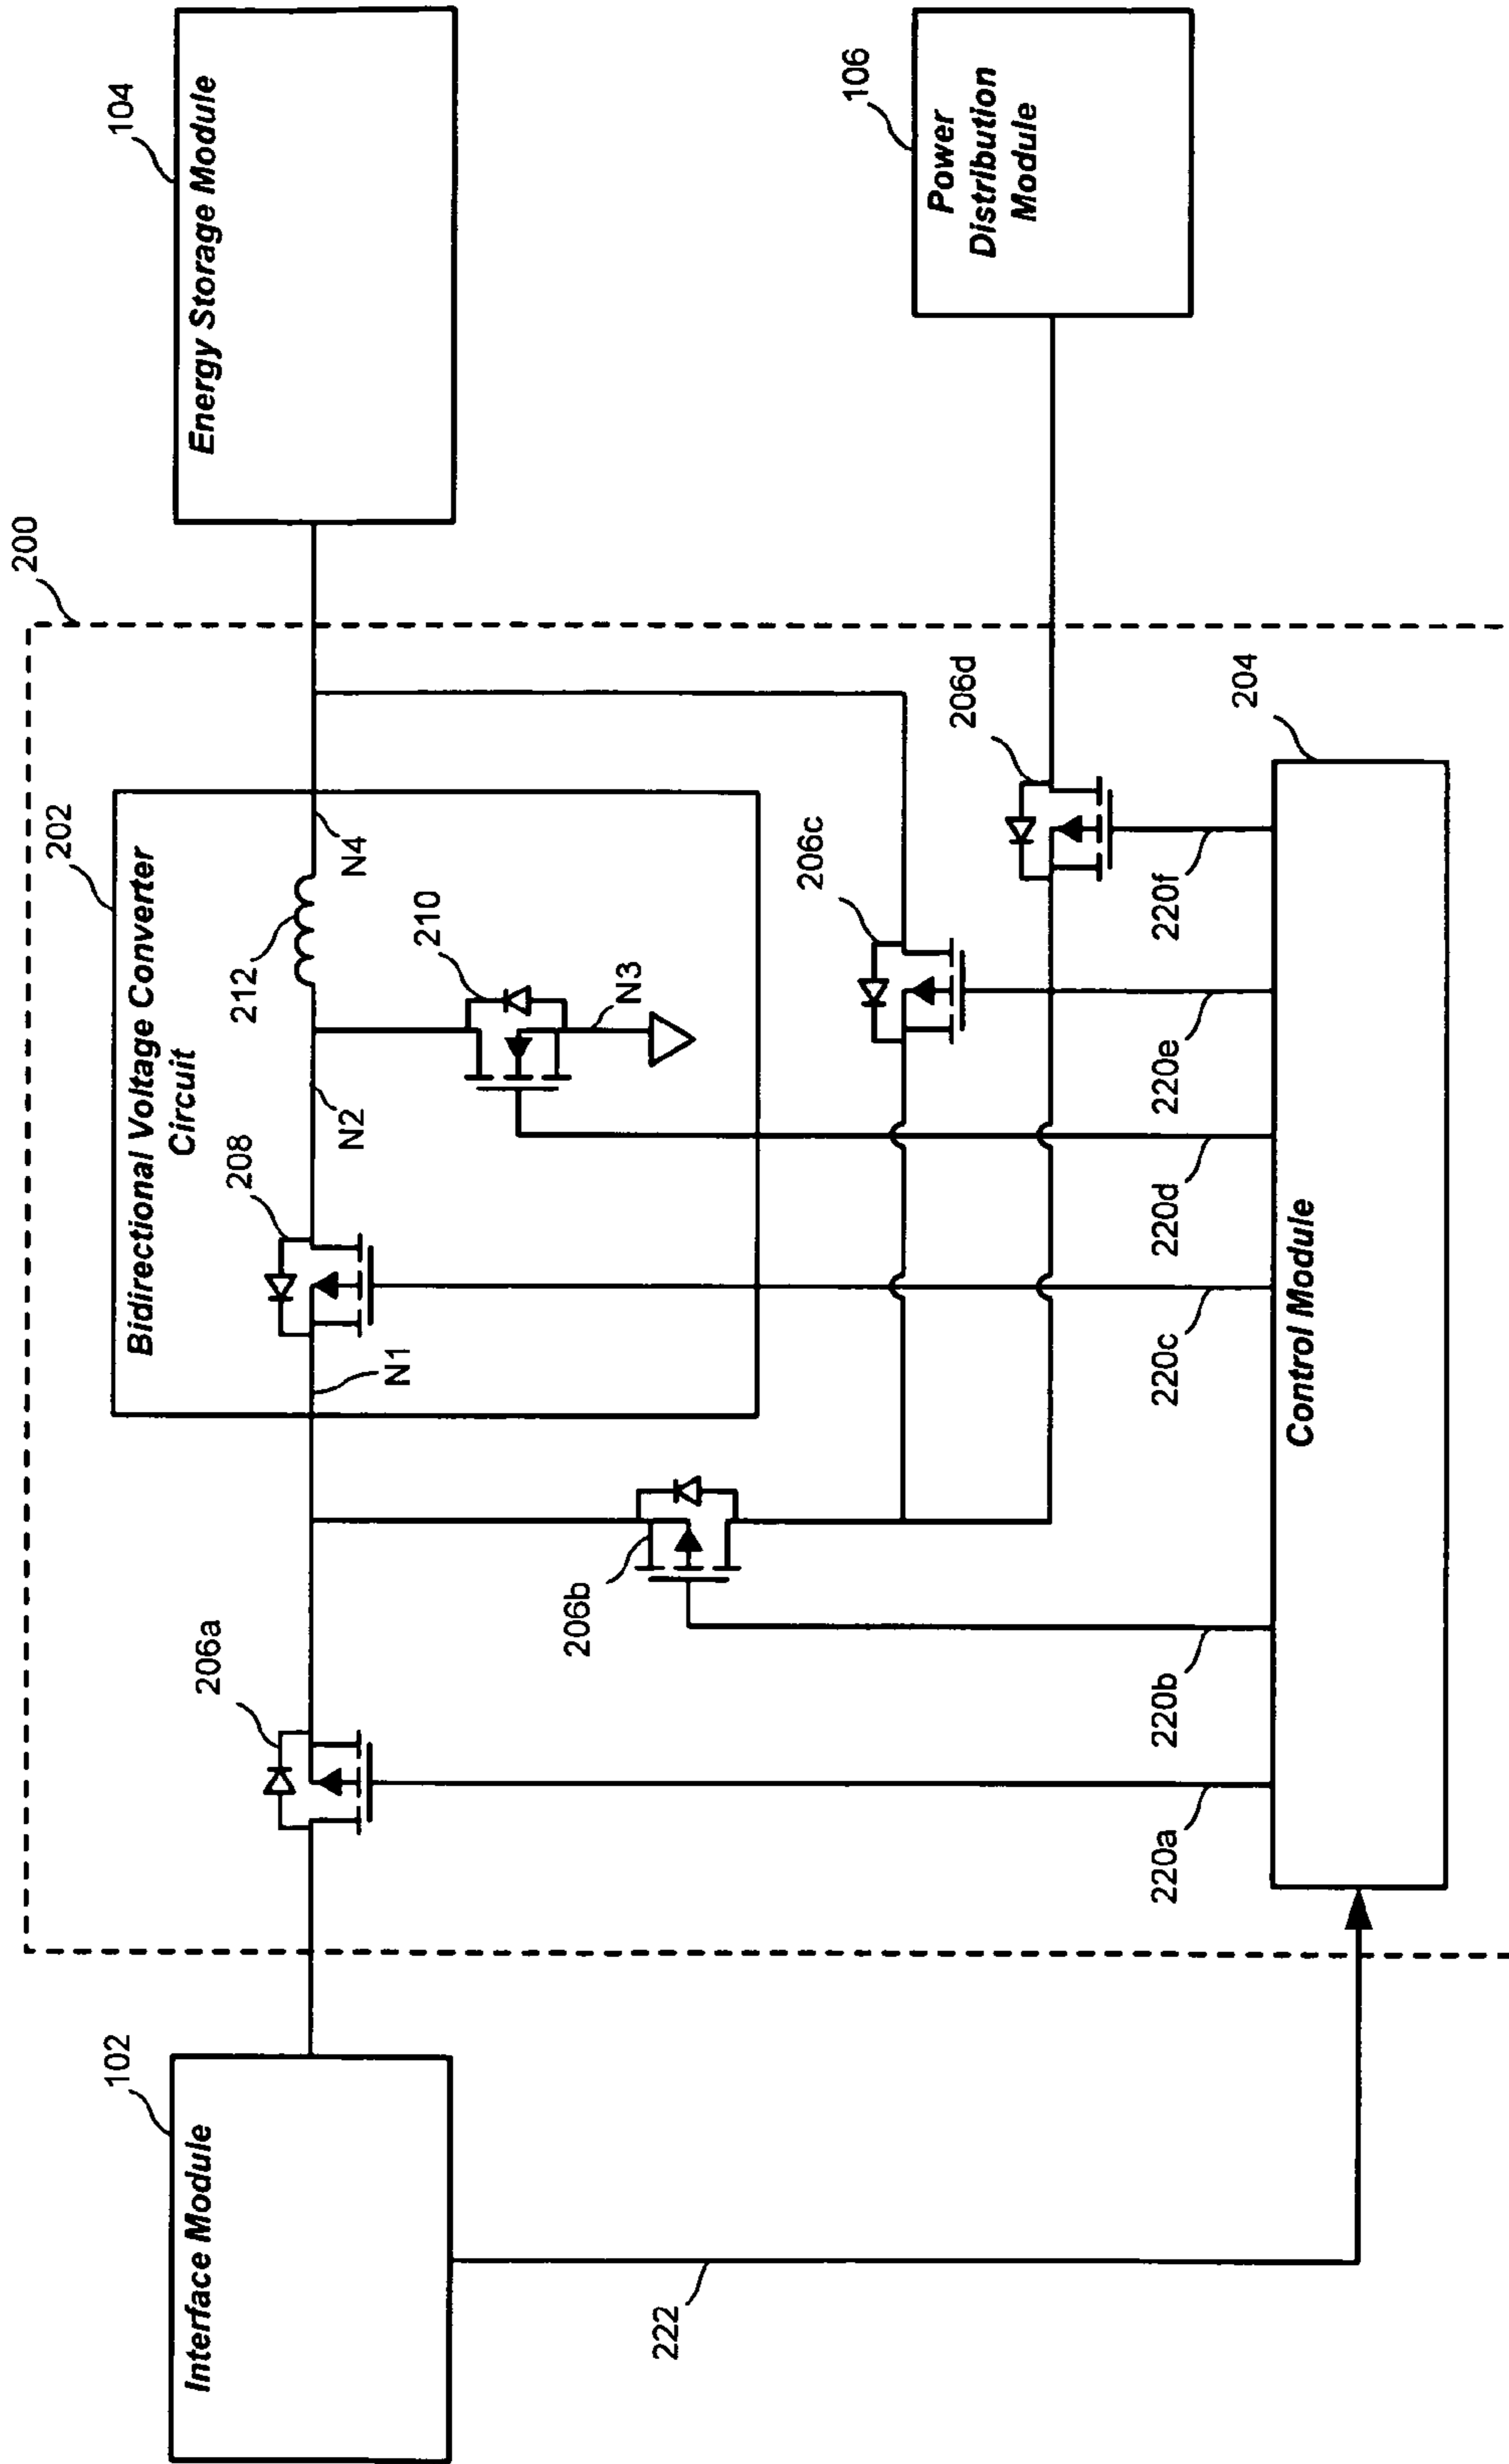 200
102
Interface Module
206a
202
Bidirectional Voltage Converter
Circuit
208
212
N1
N2
N4
210
N3
104
Energy Storage Module
206b
206c
206d
106
Power
Distribution
Module
222
220a
220b
220c
220d
220e
220f
204
Control Module